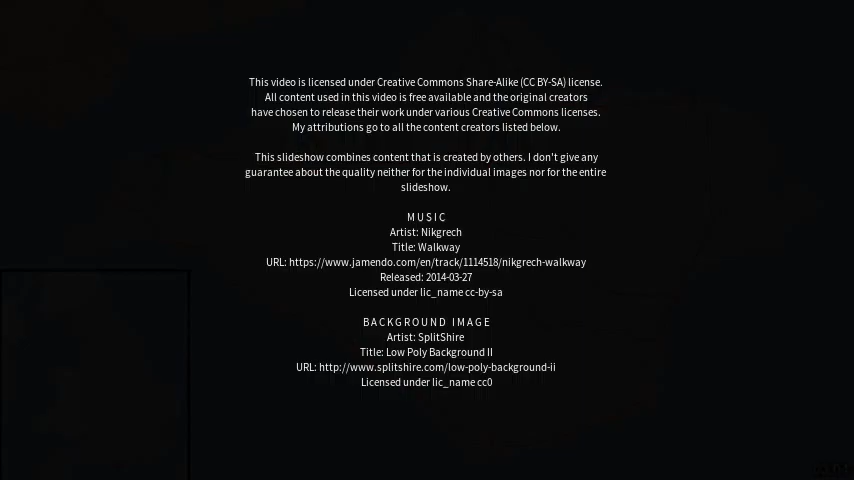 This video is licensed under Creative Commons Share-Alike (CC BY-SA) license.
All content used in this video is free available and the original creators
have chosen to release their work under various Creative Commons licenses.
My attributions go to all the content creators listed below.
This slideshow combines content that is created by others. I don't give any
guarantee about the quality neither for the individual images nor for the entire
slideshow.
MUSIC
Artist: Nikgrech
Title: Walkway
URL: https://www.jamendo.com/en/track/1114518/nikgrech-walkway
Released: 2014-03-27
Licensed under lic_name cc-by-sa
BACKGROUND IMAGE
Artist: SplitShire
Title: Low Poly Background II
URL: http://www.splitshire.com/low-poly-background-ii
Licensed under lic_name cc0